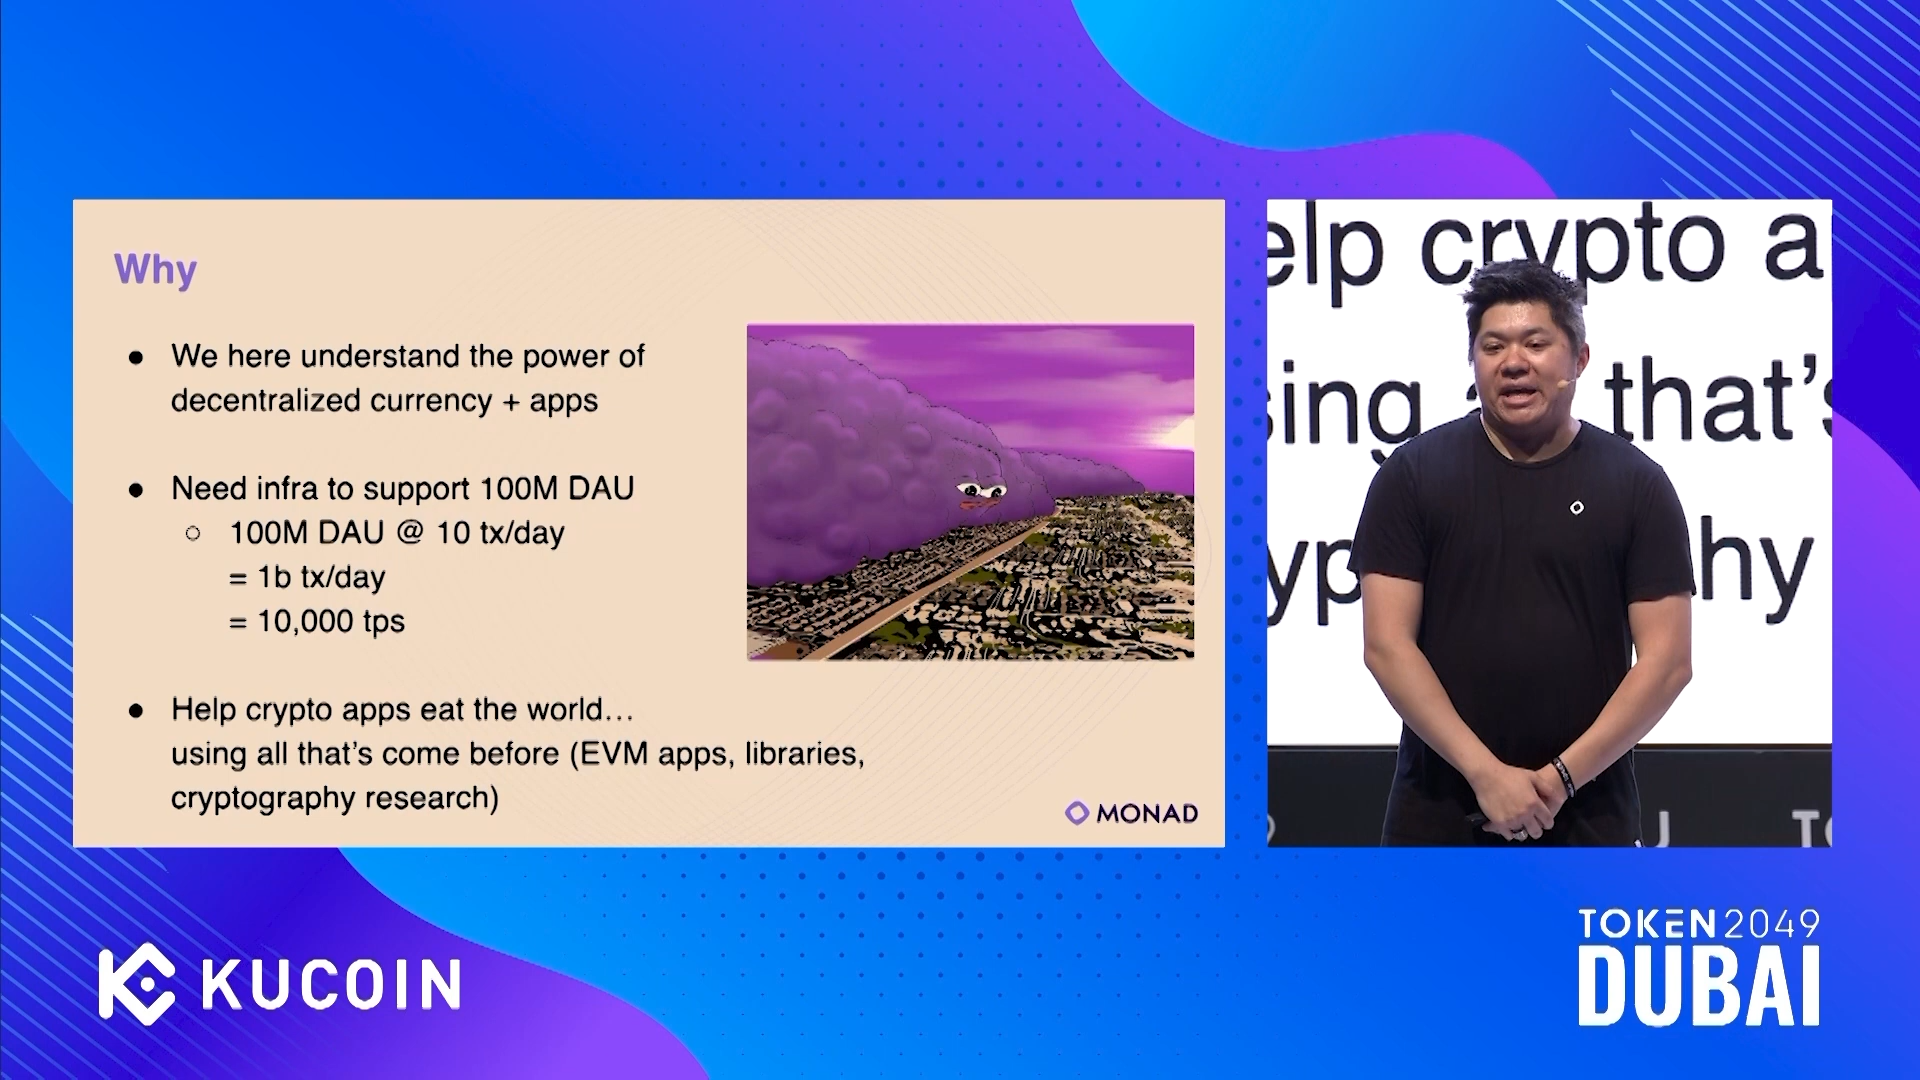 Why
● We here understand the power of
decentralized currency + apps
● Need infra to support 100M DAU
○ 100M DAU @ 10 tx/day
= 1b tx/day
= 10,000 tps
● Help crypto apps eat the world…
using all that's come before (EVM apps, libraries,
cryptography research)
MONAD
elp crypto a
sing that's
yp hy
KUCOIN
TOKEN2049
DUBAI